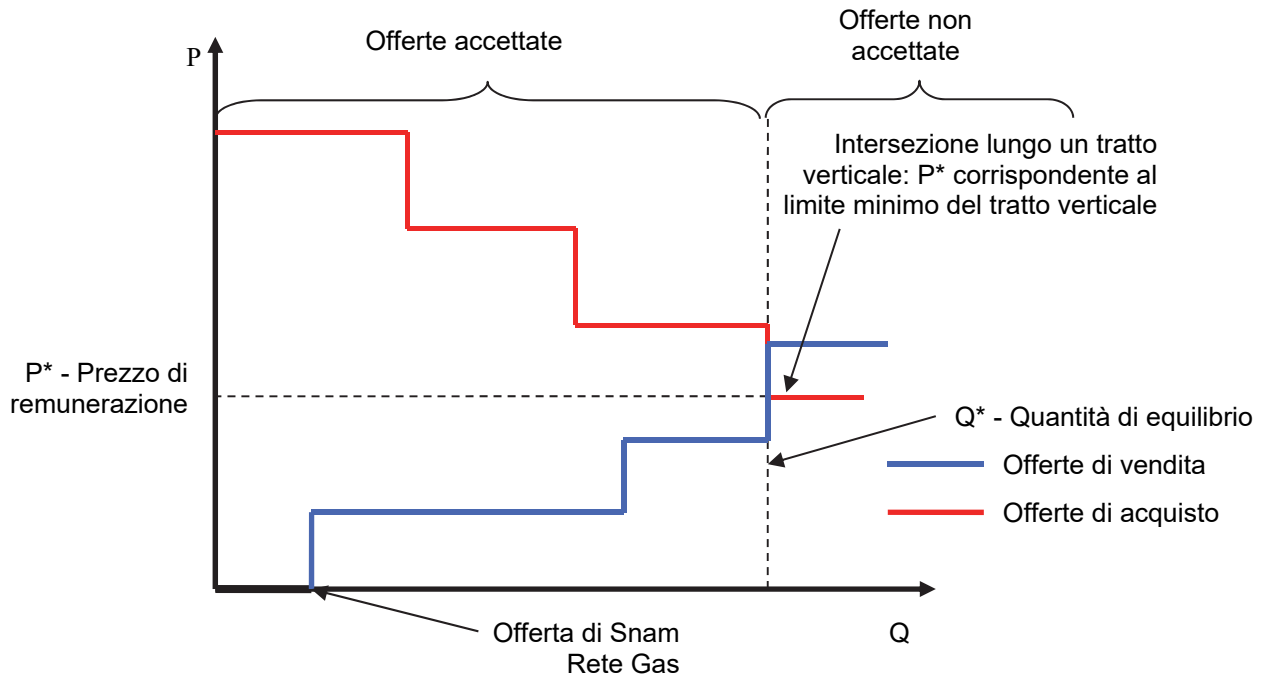 Offerte accettate
Offerte non
accettate
P
Intersezione lungo un tratto
verticale: P* corrispondente al
limite minimo del tratto verticale
P* - Prezzo di
remunerazione
Q* - Quantità di equilibrio
Offerte di vendita
Offerte di acquisto
Offerta di Snam
Rete Gas
Q